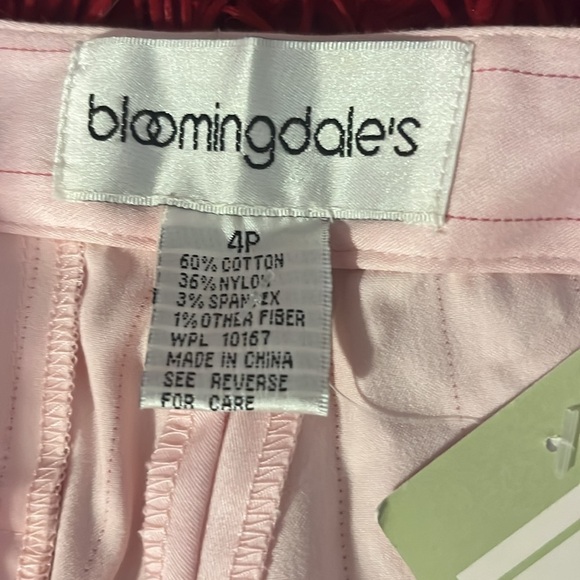 bloomingdale's
4P
60% COTTON
36% NYLON
3% SPANDEX
1% OTHER FIBER
WPL 10167
MADE IN CHINA
SEE REVERSE
FOR CARE